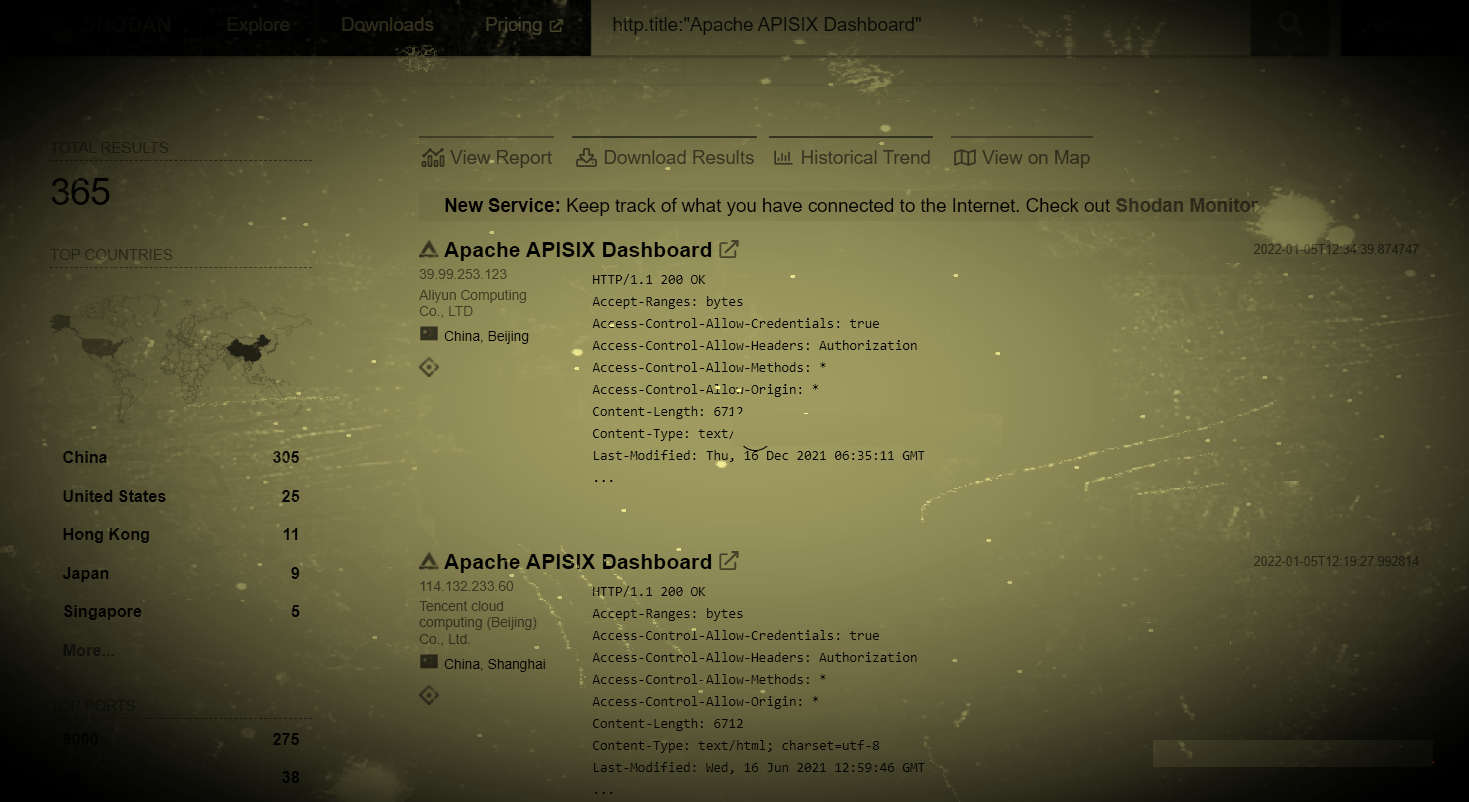 SHODAN
Explore
Downloads
Pricing
http.title:"Apache APISIX Dashboard"
TOTAL RESULTS
365
TOP COUNTRIES
China 305
United States 25
Hong Kong 11
Japan 9
Singapore 5
More...
TOP PORTS
9000 275
38
View Report
Download Results
Historical Trend
View on Map
New Service: Keep track of what you have connected to the Internet. Check out Shodan Monitor
Apache APISIX Dashboard
2022-01-05T12:34:39.874747
39.99.253.123
Aliyun Computing
Co., LTD
China, Beijing
HTTP/1.1 200 OK
Accept-Ranges: bytes
Access-Control-Allow-Credentials: true
Access-Control-Allow-Headers: Authorization
Access-Control-Allow-Methods: *
Access-Control-Allow-Origin: *
Content-Length: 6712
Content-Type: text/
Last-Modified: Thu, 16 Dec 2021 06:35:11 GMT
...
Apache APISIX Dashboard
2022-01-05T12:19:27.992814
114.132.233.60
Tencent cloud
computing (Beijing)
Co., Ltd.
China, Shanghai
HTTP/1.1 200 OK
Accept-Ranges: bytes
Access-Control-Allow-Credentials: true
Access-Control-Allow-Headers: Authorization
Access-Control-Allow-Methods: *
Access-Control-Allow-Origin: *
Content-Length: 6712
Content-Type: text/html; charset=utf-8
Last-Modified: Wed, 16 Jun 2021 12:59:46 GMT
...